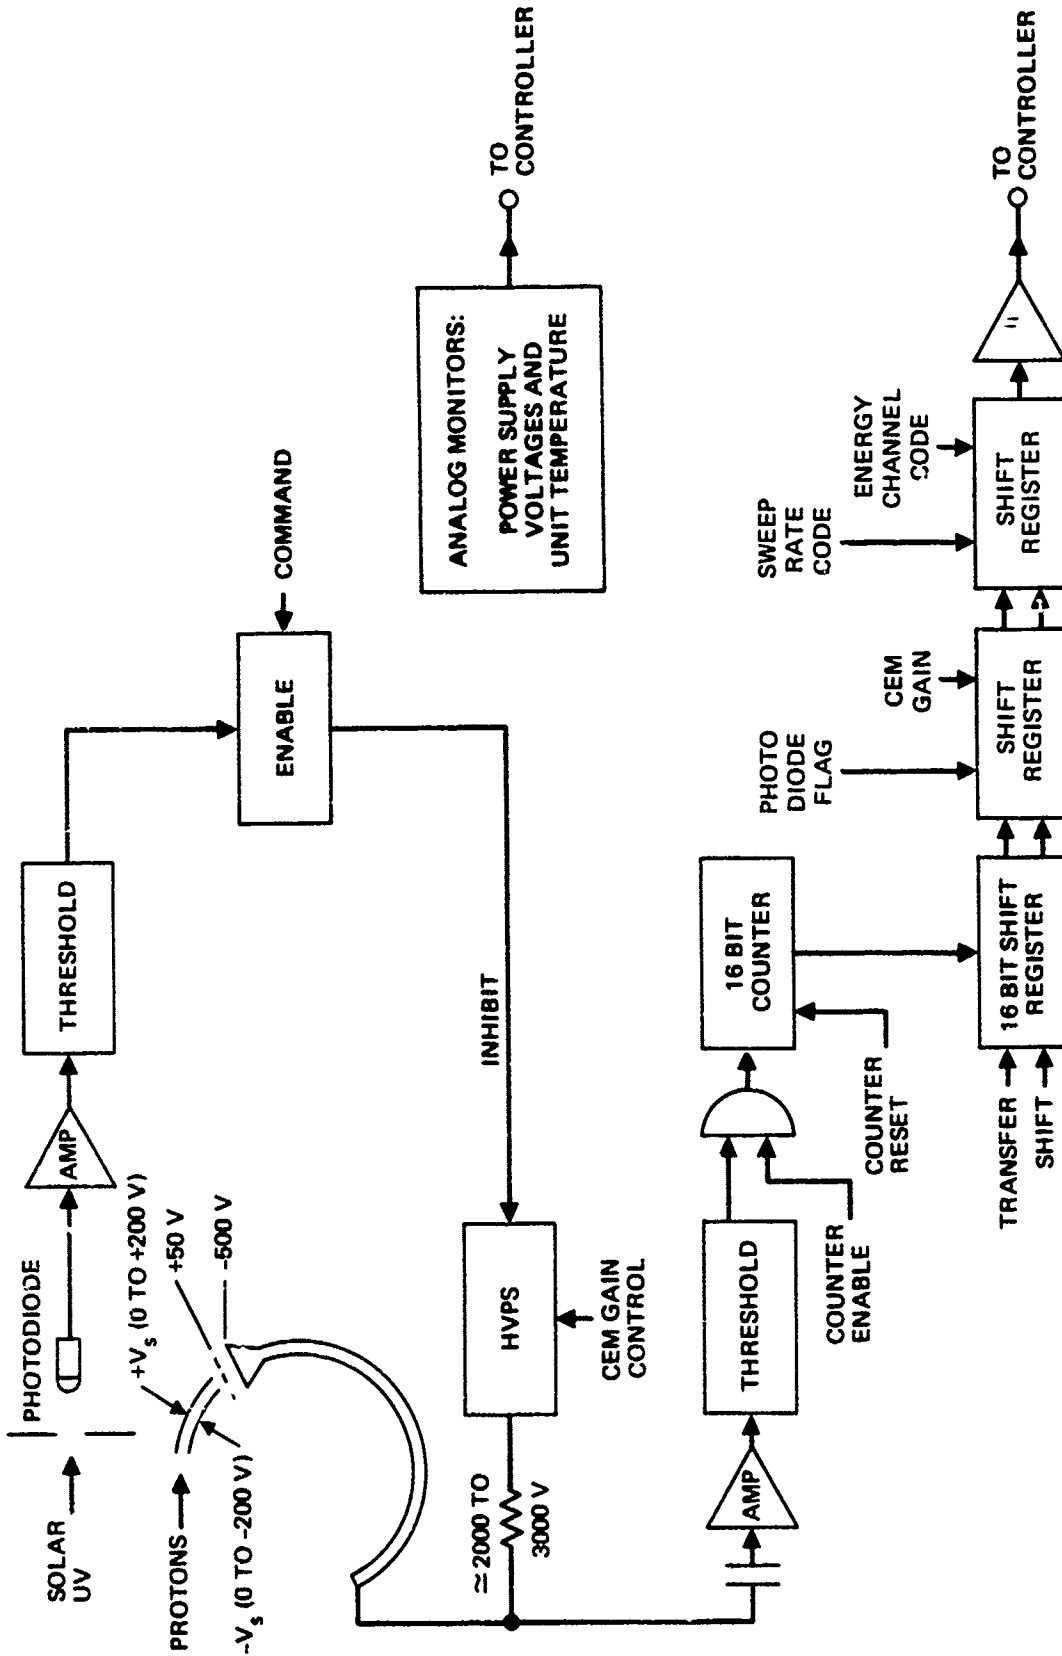 SOLAR
UV
PHOTODIODE
AMP
THRESHOLD
PROTONS
+Vs (0 TO +200 V)
-Vs (0 TO -200 V)
+50 V
-500 V
ENABLE
COMMAND
INHIBIT
≃2000 TO
3000 V
HVPS
CEM GAIN
CONTROL
ANALOG MONITORS:
POWER SUPPLY
VOLTAGES AND
UNIT TEMPERATURE
TO
CONTROLLER
AMP
THRESHOLD
COUNTER
ENABLE
COUNTER
RESET
16 BIT
COUNTER
TRANSFER
SHIFT
16 BIT SHIFT
REGISTER
PHOTO
DIODE
FLAG
CEM
GAIN
SHIFT
REGISTER
SWEEP
RATE
CODE
ENERGY
CHANNEL
CODE
SHIFT
REGISTER
TO
CONTROLLER